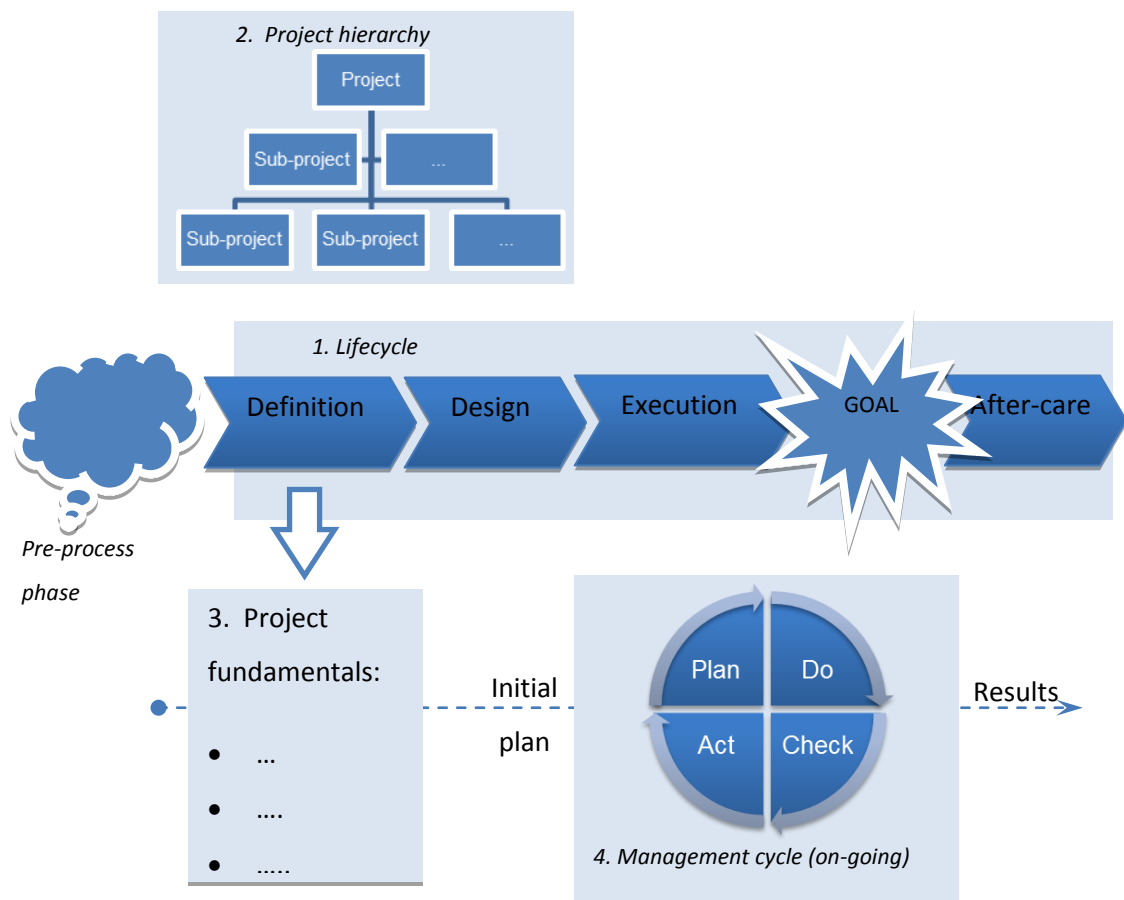 2. Project hierarchy
Project
Sub-project
...
Sub-project
Sub-project
...
1. Lifecycle
Definition
Design
Execution
GOAL
After-care
Pre-process
phase
3. Project
fundamentals:
• ...
• ....
• .....
Initial
plan
Plan
Do
Act
Check
Results
4. Management cycle (on-going)